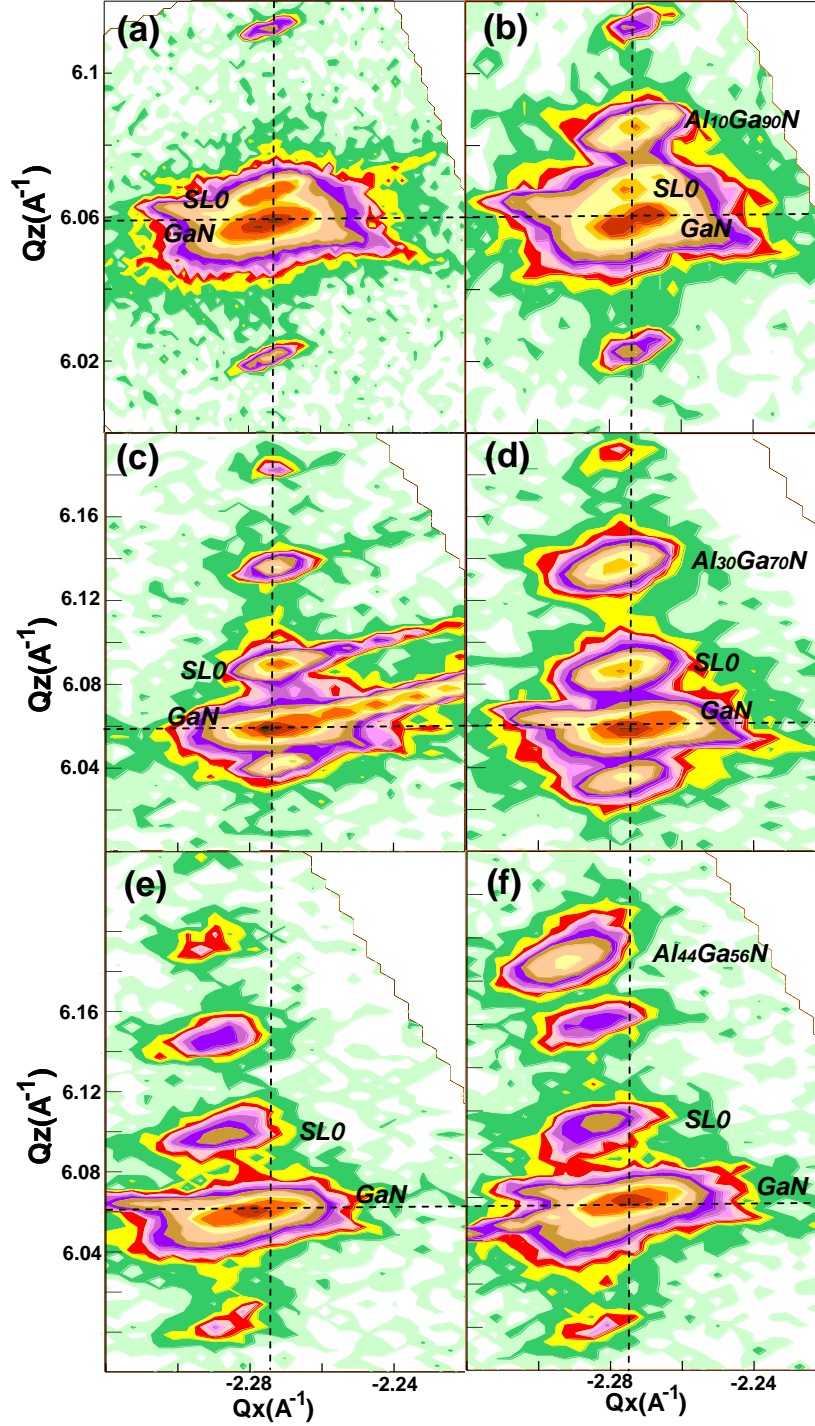 (a)
(b)
6.1
Al10Ga90N
SL0
SL0
6.06
GaN
GaN
Qz(A-1)
6.02
(c)
(d)
6.16
Al30Ga70N
6.12
Qz(A-1)
SL0
SL0
6.08
GaN
GaN
6.04
(e)
(f)
Al44Ga56N
6.16
6.12
Qz(A-1)
SL0
SL0
6.08
GaN
GaN
6.04
-2.28
-2.24
-2.28
-2.24
Qx(A-1)
Qx(A-1)